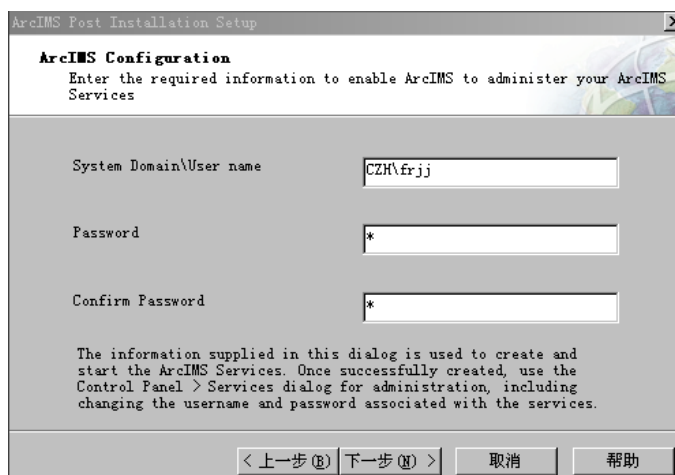 ArcIMS Post Installation Setup
ArcIMS Configuration
Enter the required information to enable ArcIMS to administer your ArcIMS
Services
System Domain\User name
CZH\frjj
Password
*
Confirm Password
*
The information supplied in this dialog is used to create and
start the ArcIMS Services. Once successfully created, use the
Control Panel > Services dialog for administration, including
changing the username and password associated with the services.
< 上一步(B) 下一步(N) > 取消 帮助